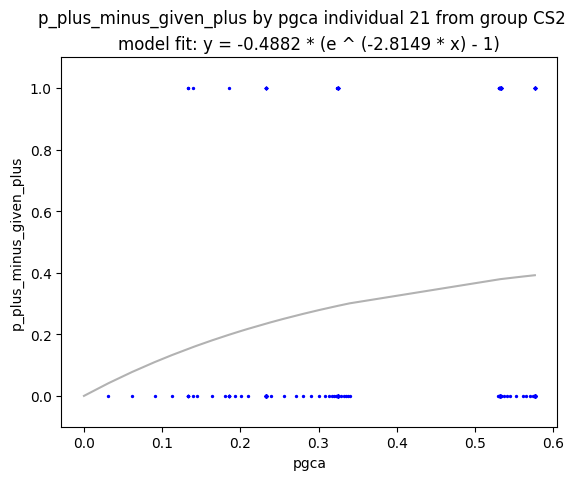 p_plus_minus_given_plus by pgca individual 21 from group CS2
model fit: y = -0.4882 * (e ^ (-2.8149 * x) - 1)
1.0
0.8
0.6
0.4
0.2
0.0
p_plus_minus_given_plus
0.0 0.1 0.2 0.3 0.4 0.5 0.6
pgca